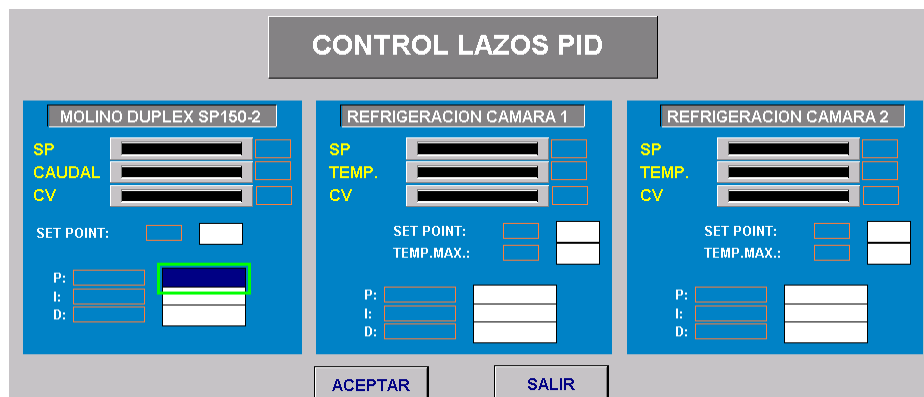 CONTROL LAZOS PID
MOLINO DUPLEX SP150-2
SP
CAUDAL
CV
SET POINT:
P:
I:
D:
REFRIGERACION CAMARA 1
SP
TEMP.
CV
SET POINT:
TEMP.MAX.:
P:
I:
D:
REFRIGERACION CAMARA 2
SP
TEMP.
CV
SET POINT:
TEMP.MAX.:
P:
I:
D:
ACEPTAR
SALIR